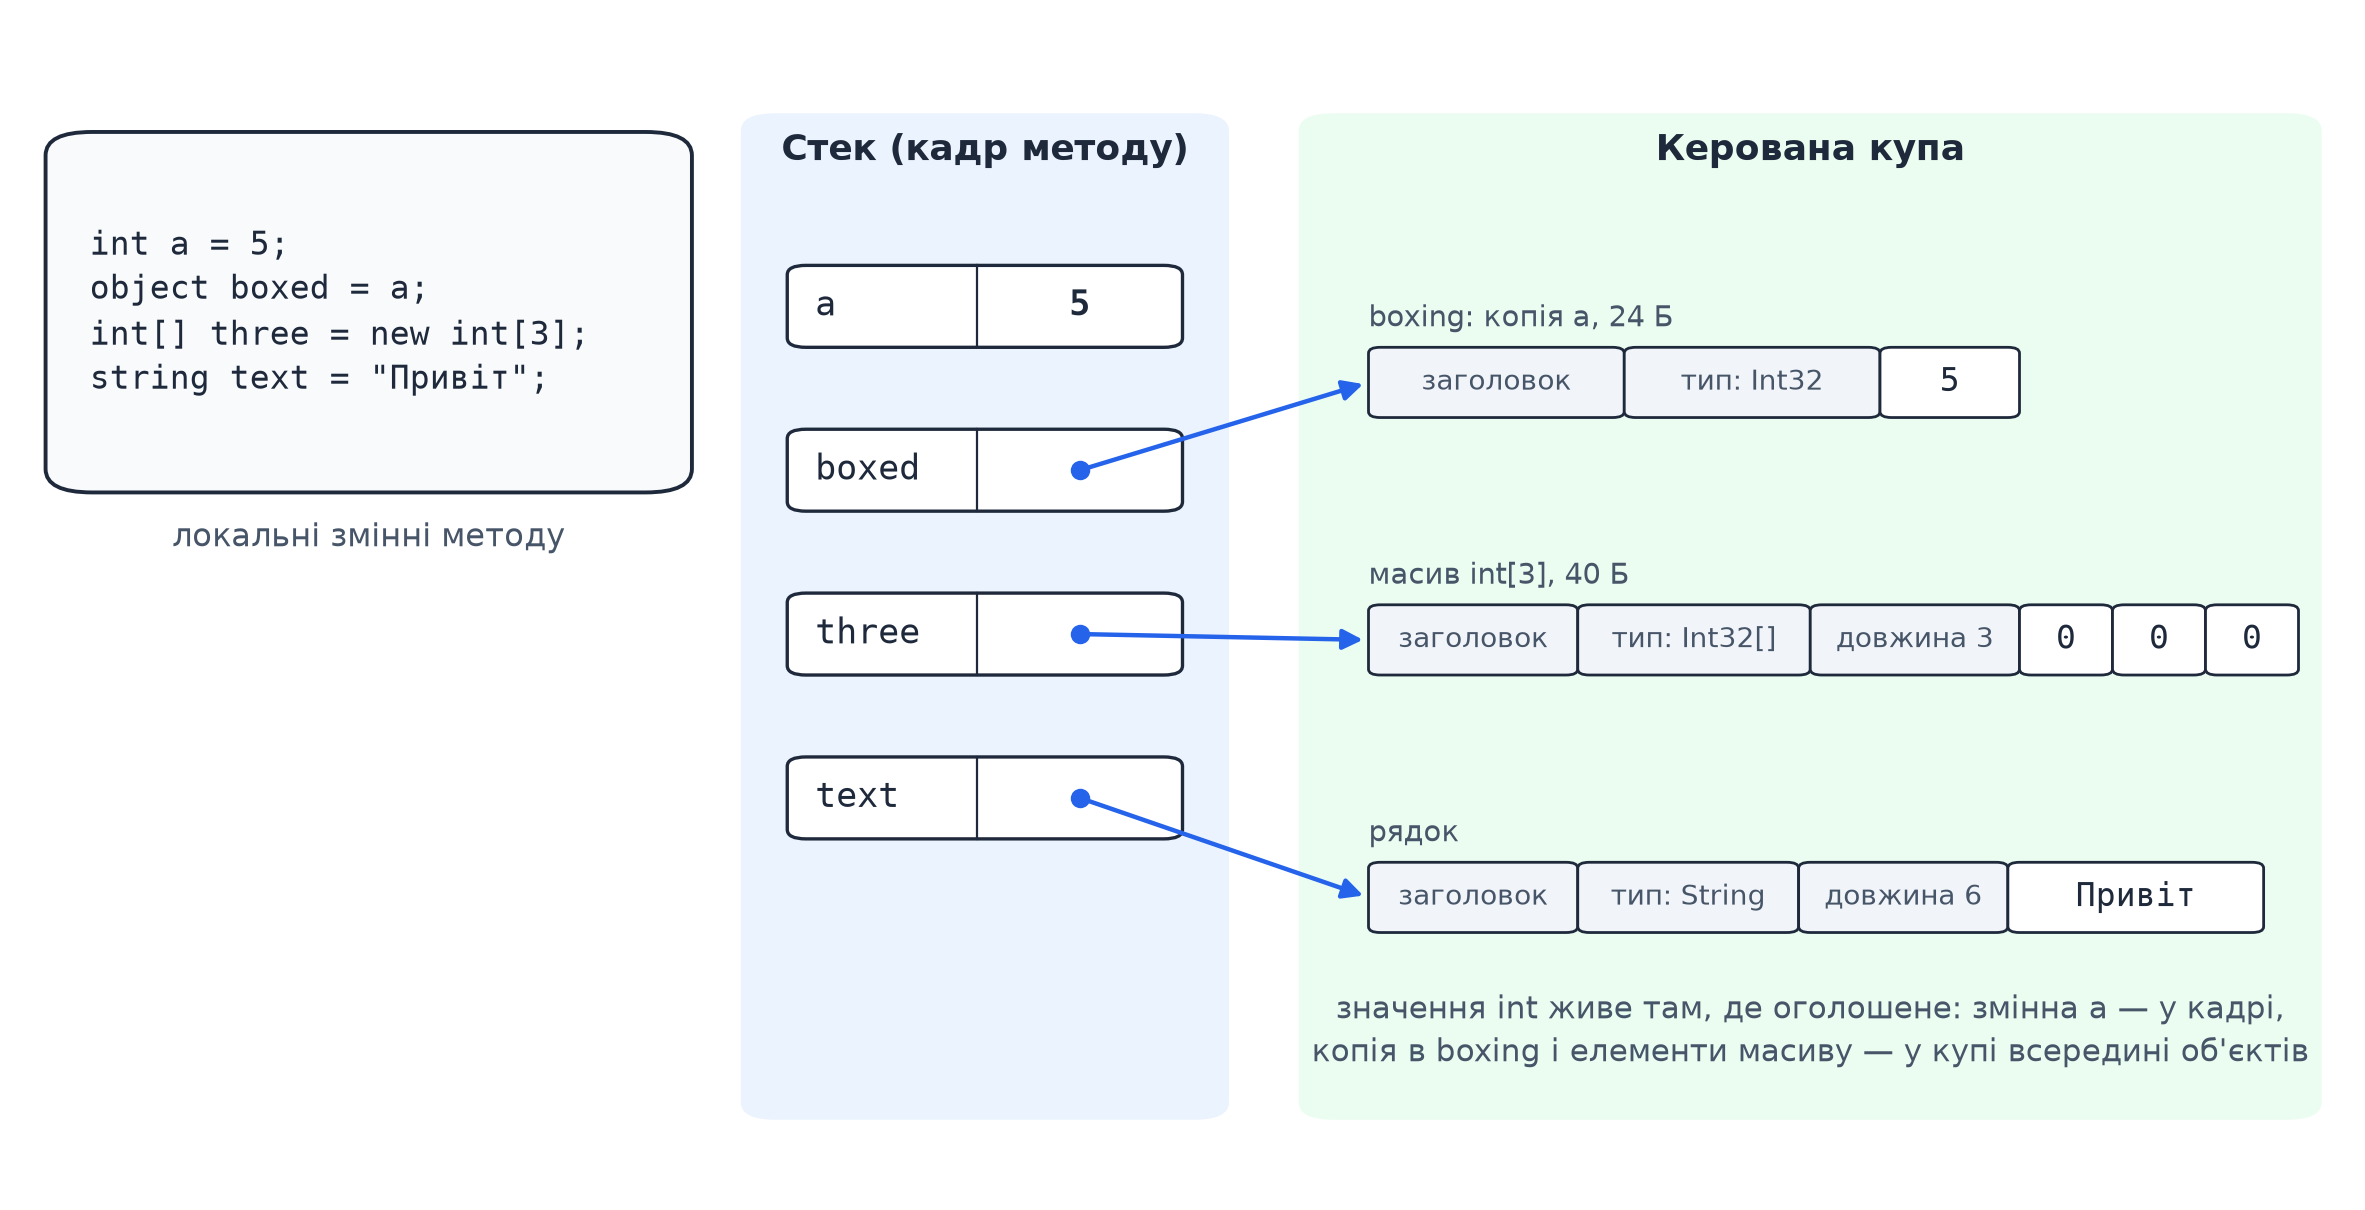 int a = 5;
object boxed = a;
int[] three = new int[3];
string text = "Привіт";
локальні змінні методу
Стек (кадр методу)
a 5
boxed
three
text
Керована купа
boxing: копія a, 24 Б
заголовок тип: Int32 5
масив int[3], 40 Б
заголовок тип: Int32[] довжина 3 0 0 0
рядок
заголовок тип: String довжина 6 Привіт
значення int живе там, де оголошене: змінна a — у кадрі,
копія в boxing і елементи масиву — у купі всередині об'єктів